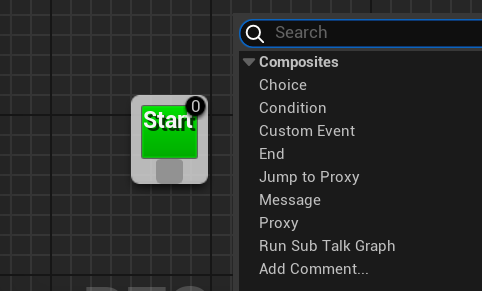 Search
Composites
Choice
Condition
Custom Event
End
Jump to Proxy
Message
Proxy
Run Sub Talk Graph
Add Comment...
0
Start